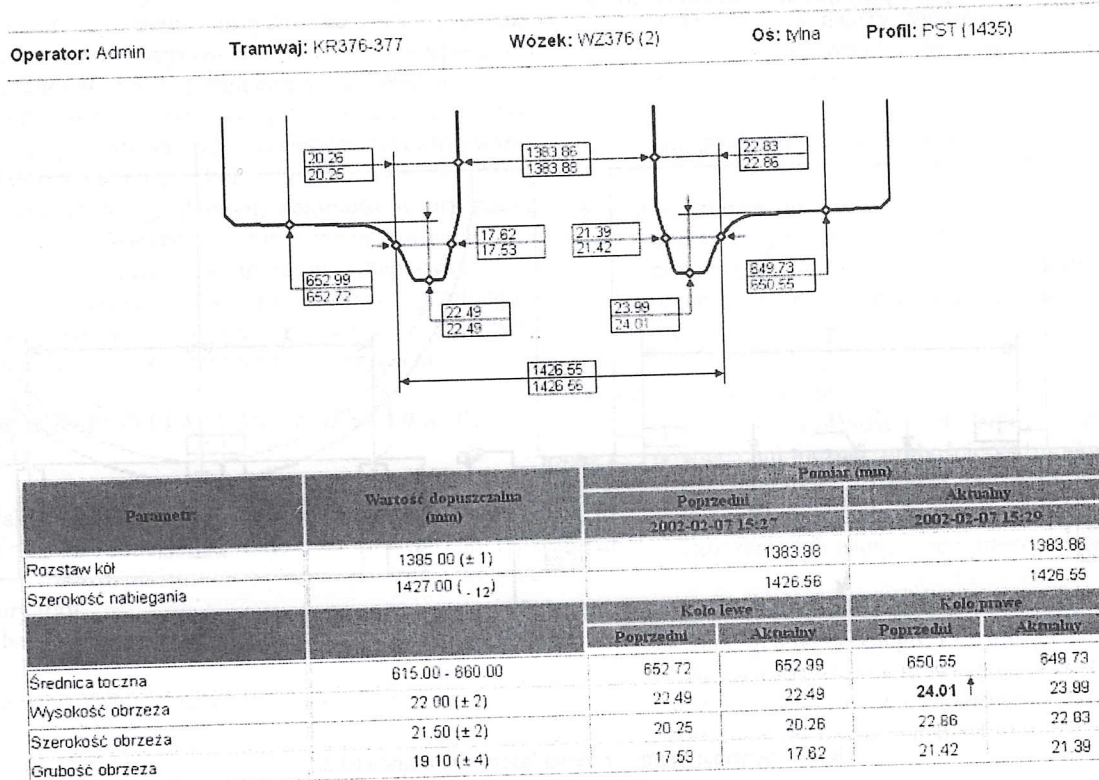 Operator: Admin Tramwaj: KR376-377 Wózek: WZ376 (2) Oś: tylna Profil: PST (1435)
20.26 1383.86 22.83
20.25 1383.88 22.86
17.62 21.39
17.53 21.42
652.99 649.73
652.72 650.55
22.49 23.99
22.49 24.01
1426.55
1426.56
Parametr: Wartość dopuszczalna (mm) Pomiar (mm)
Poprzedni Aktualny
2002-02-07 15:27 2002-02-07 15:29
Rozstaw kół 1385.00 (± 1) 1383.88 1383.86
Szerokość nabiegania 1427.00 ( - 12) 1426.56 1426.55
Koło lewe Koło prawe
Poprzedni Aktualny Poprzedni Aktualny
Średnica toczna 615.00 - 660.00 652.72 652.99 650.55 649.73
Wysokość obrzeża 22.00 (± 2) 22.49 22.49 24.01 ↑ 23.99
Szerokość obrzeża 21.50 (± 2) 20.25 20.26 22.86 22.83
Grubość obrzeża 19.10 (± 4) 17.53 17.62 21.42 21.39